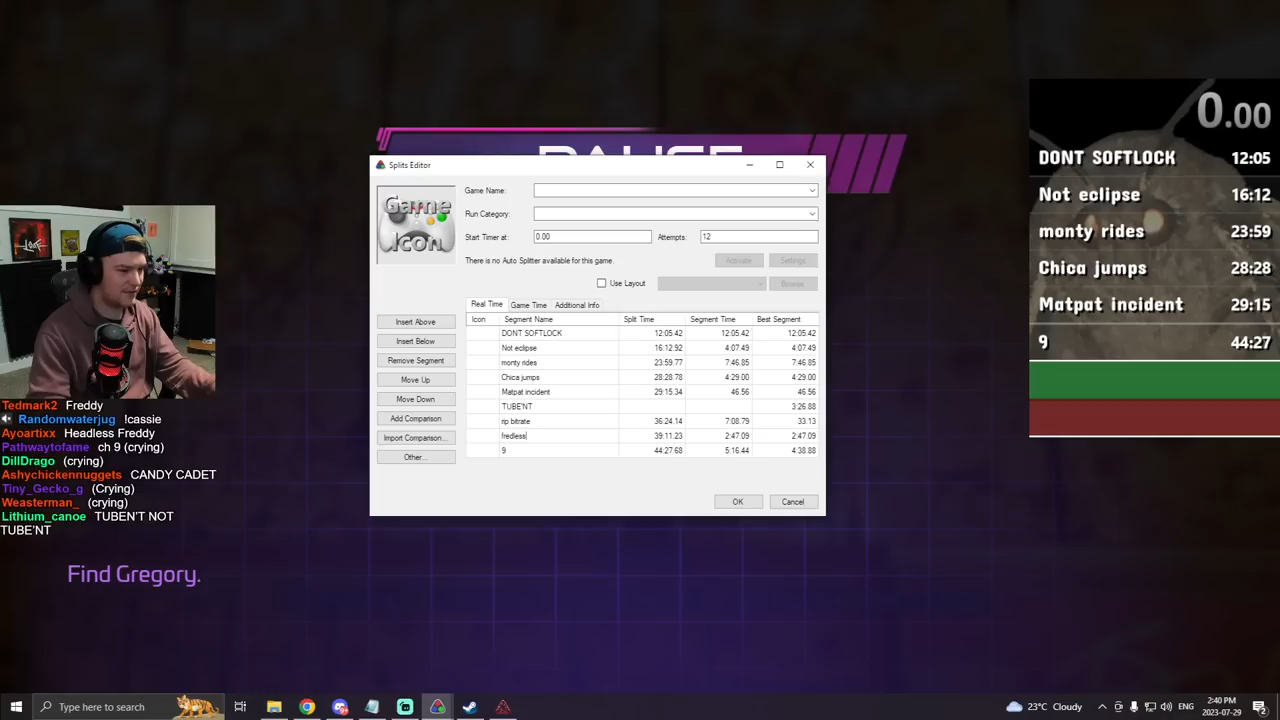 PAUSE
Splits Editor
Game Icon
Game Name:
Run Category:
Start Timer at: 0.00 Attempts: 12
There is no Auto Splitter available for this game. Activate Settings
Use Layout Browse
Real Time Game Time Additional Info
Icon Segment Name Split Time Segment Time Best Segment
DONT SOFTLOCK 12:05.42 12:05.42 12:05.42
Not eclipse 16:12.92 4:07.49 4:07.49
monty rides 23:59.77 7:46.85 7:46.85
Chica jumps 28:28.78 4:29.00 4:29.00
Matpat incident 29:15.34 46.56 46.56
TUBE'NT 3:26.88
rip bitrate 36:24.14 7:08.79 33.13
fredless 39:11.23 2:47.09 2:47.09
9 44:27.68 5:16.44 4:38.88
Insert Above
Insert Below
Remove Segment
Move Up
Move Down
Add Comparison
Import Comparison...
Other...
OK Cancel
0.00
DONT SOFTLOCK 12:05
Not eclipse 16:12
monty rides 23:59
Chica jumps 28:28
Matpat incident 29:15
9 44:27
Tedmark2 Freddy
Randomwaterjug !cassie
Ayoartixx Headless Freddy
Pathwaytofame ch 9 (crying)
DillDrago (crying)
Ashychickennuggets CANDY CADET
Tiny_Gecko_g (Crying)
Weasterman_ (crying)
Lithium_canoe TUBEN'T NOT
TUBE'NT
Find Gregory.
Type here to search
23°C Cloudy
ENG
2:40 PM
2023-07-29
2